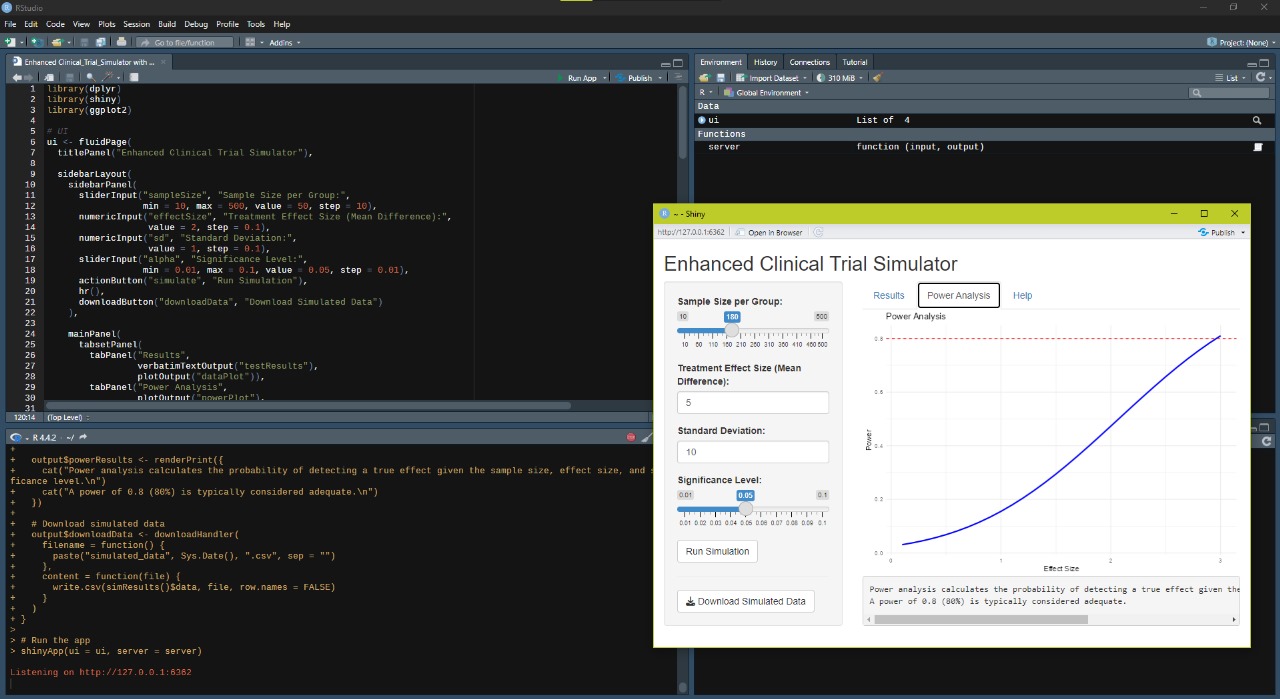 RStudio
File Edit Code View Plots Session Build Debug Profile Tools Help
Go to file/function
Addins
Project: (None)
Enhanced Clinical_Trial_Simulator with ...
Run App
Publish
1 library(dplyr)
2 library(shiny)
3 library(ggplot2)
4
5 # UI
6 ui <- fluidPage(
7 titlePanel("Enhanced Clinical Trial Simulator"),
8
9 sidebarLayout(
10 sidebarPanel(
11 sliderInput("sampleSize", "Sample Size per Group:",
12 min = 10, max = 500, value = 50, step = 10),
13 numericInput("effectSize", "Treatment Effect Size (Mean Difference):",
14 value = 2, step = 0.1),
15 numericInput("sd", "Standard Deviation:",
16 value = 1, step = 0.1),
17 sliderInput("alpha", "Significance Level:",
18 min = 0.01, max = 0.1, value = 0.05, step = 0.01),
19 actionButton("simulate", "Run Simulation"),
20 hr(),
21 downloadButton("downloadData", "Download Simulated Data")
22 ),
23
24 mainPanel(
25 tabsetPanel(
26 tabPanel("Results",
27 verbatimTextOutput("testResults"),
28 plotOutput("dataPlot")),
29 tabPanel("Power Analysis",
30 plotOutput("powerPlot"),
31
120:14 (Top Level)
R 4.4.2 · ~/
+
+ output$powerResults <- renderPrint({
+ cat("Power analysis calculates the probability of detecting a true effect given the sample size, effect size, and s
ficance level.\n")
+ cat("A power of 0.8 (80%) is typically considered adequate.\n")
+ })
+
+ # Download simulated data
+ output$downloadData <- downloadHandler(
+ filename = function() {
+ paste("simulated_data", Sys.Date(), ".csv", sep = "")
+ },
+ content = function(file) {
+ write.csv(simResults()$data, file, row.names = FALSE)
+ }
+ )
+ }
>
> # Run the app
> shinyApp(ui = ui, server = server)
Listening on http://127.0.0.1:6362
Environment History Connections Tutorial
Import Dataset 310 MiB List
R Global Environment
Data
ui List of 4
Functions
server function (input, output)
~ - Shiny
http://127.0.0.1:6362 Open in Browser Publish
Enhanced Clinical Trial Simulator
Sample Size per Group:
10 180 500
10 60 110 160 210 260 310 360 410 460 500
Treatment Effect Size (Mean
Difference):
5
Standard Deviation:
10
Significance Level:
0.01 0.05 0.1
0.01 0.02 0.03 0.04 0.05 0.06 0.07 0.08 0.09 0.1
Run Simulation
Download Simulated Data
Results Power Analysis Help
Power Analysis
0.8
0.6
0.4
0.2
0.0
Power
0 1 2 3
Effect Size
Power analysis calculates the probability of detecting a true effect given the
A power of 0.8 (80%) is typically considered adequate.